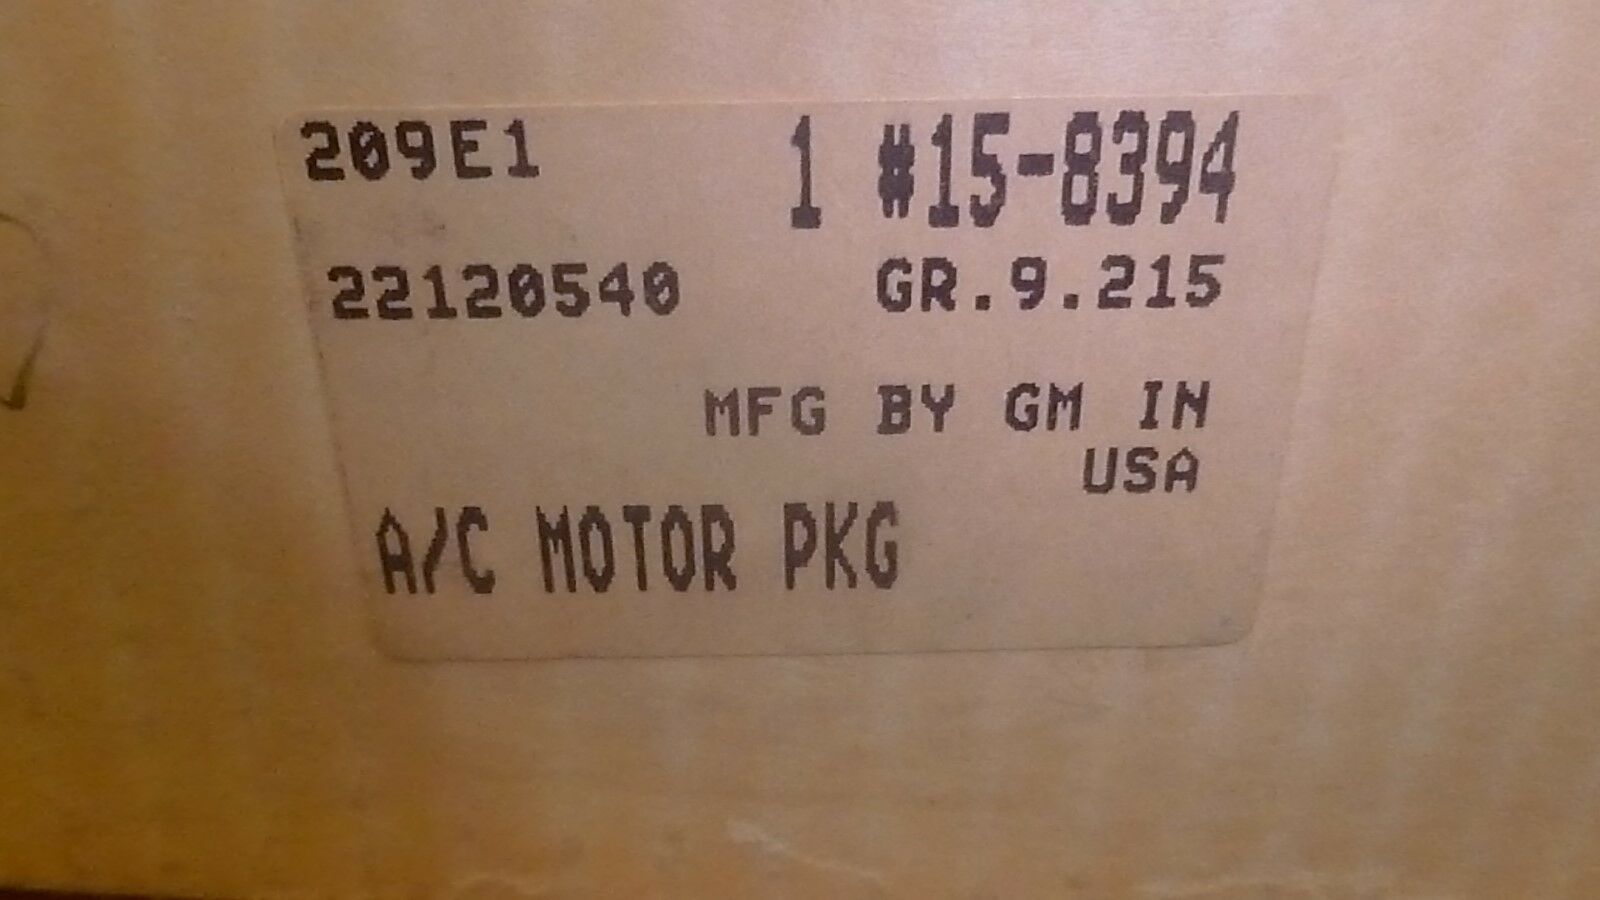 209E1 1 #15-8394
22120540 GR.9.215
MFG BY GM IN
USA
A/C MOTOR PKG